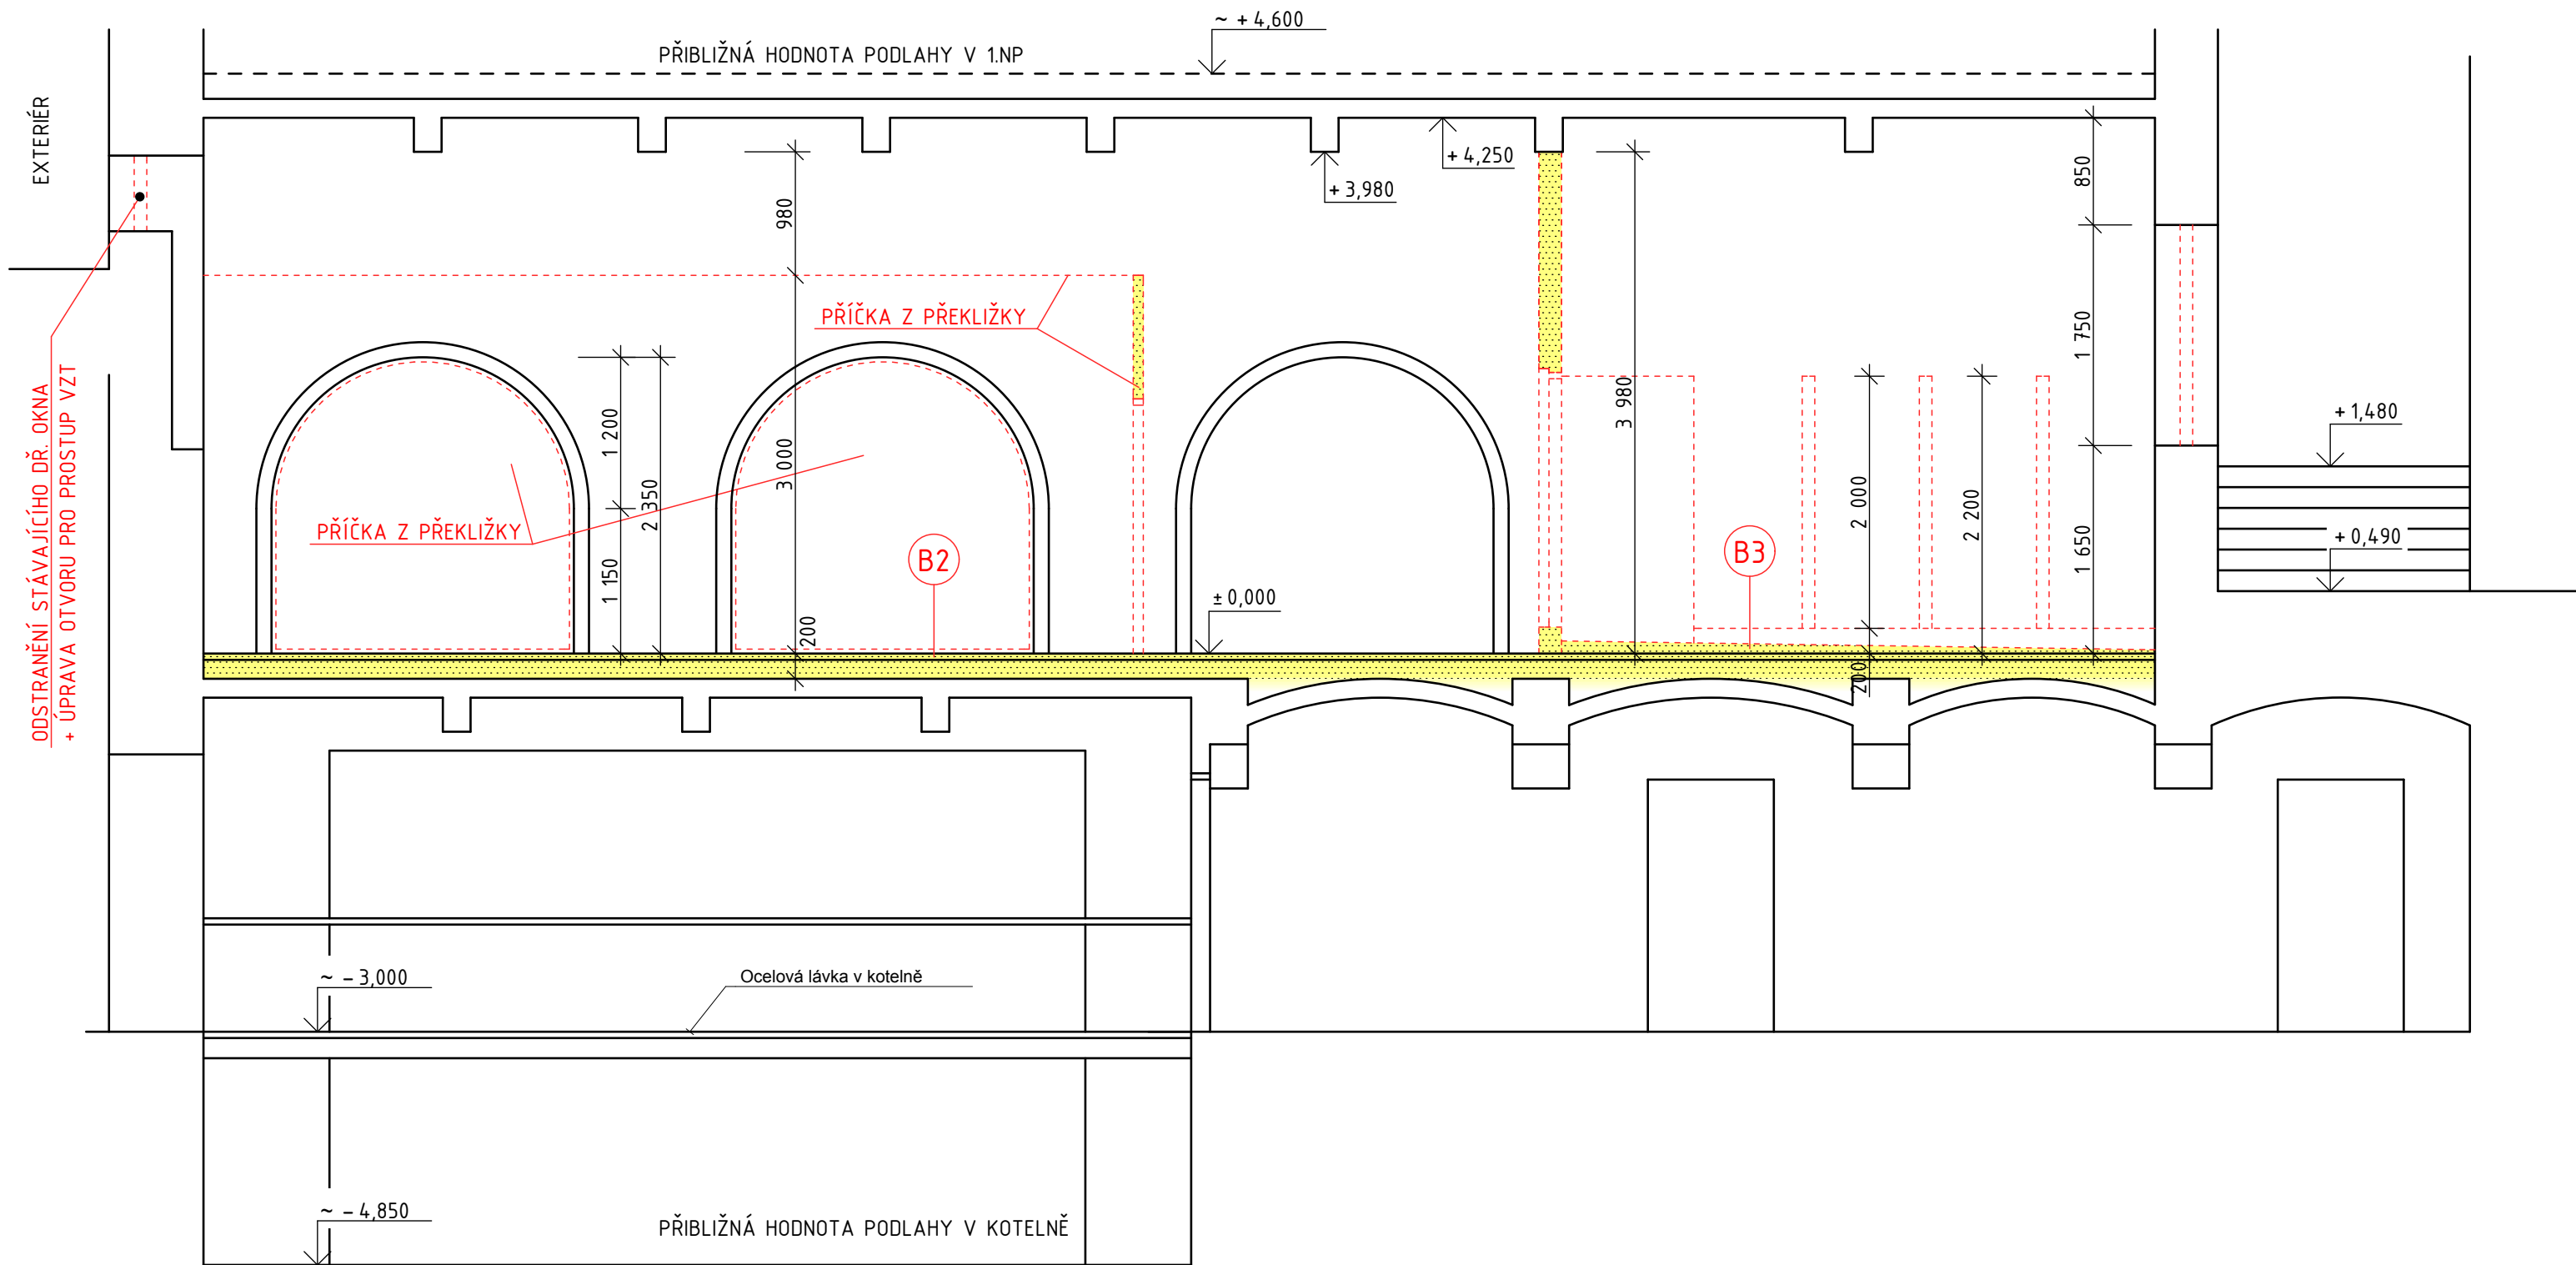 ~ + 4,600
PŘIBLIŽNÁ HODNOTA PODLAHY V 1.NP
EXTERIÉR
+ 4,250
+ 3,980
980
850
PŘÍČKA Z PŘEKLIŽKY
1 750
3 980
+ 1,480
1 200
3 000
2 350
2 000
2 200
PŘÍČKA Z PŘEKLIŽKY
B2
B3
1 650
+ 0,490
1 150
± 0,000
200
200
ODSTRANĚNÍ STÁVAJÍCÍHO DŘ. OKNA
+ ÚPRAVA OTVORU PRO PROSTUP VZT
~ – 3,000
Ocelová lávka v kotelně
~ – 4,850
PŘIBLIŽNÁ HODNOTA PODLAHY V KOTELNĚ